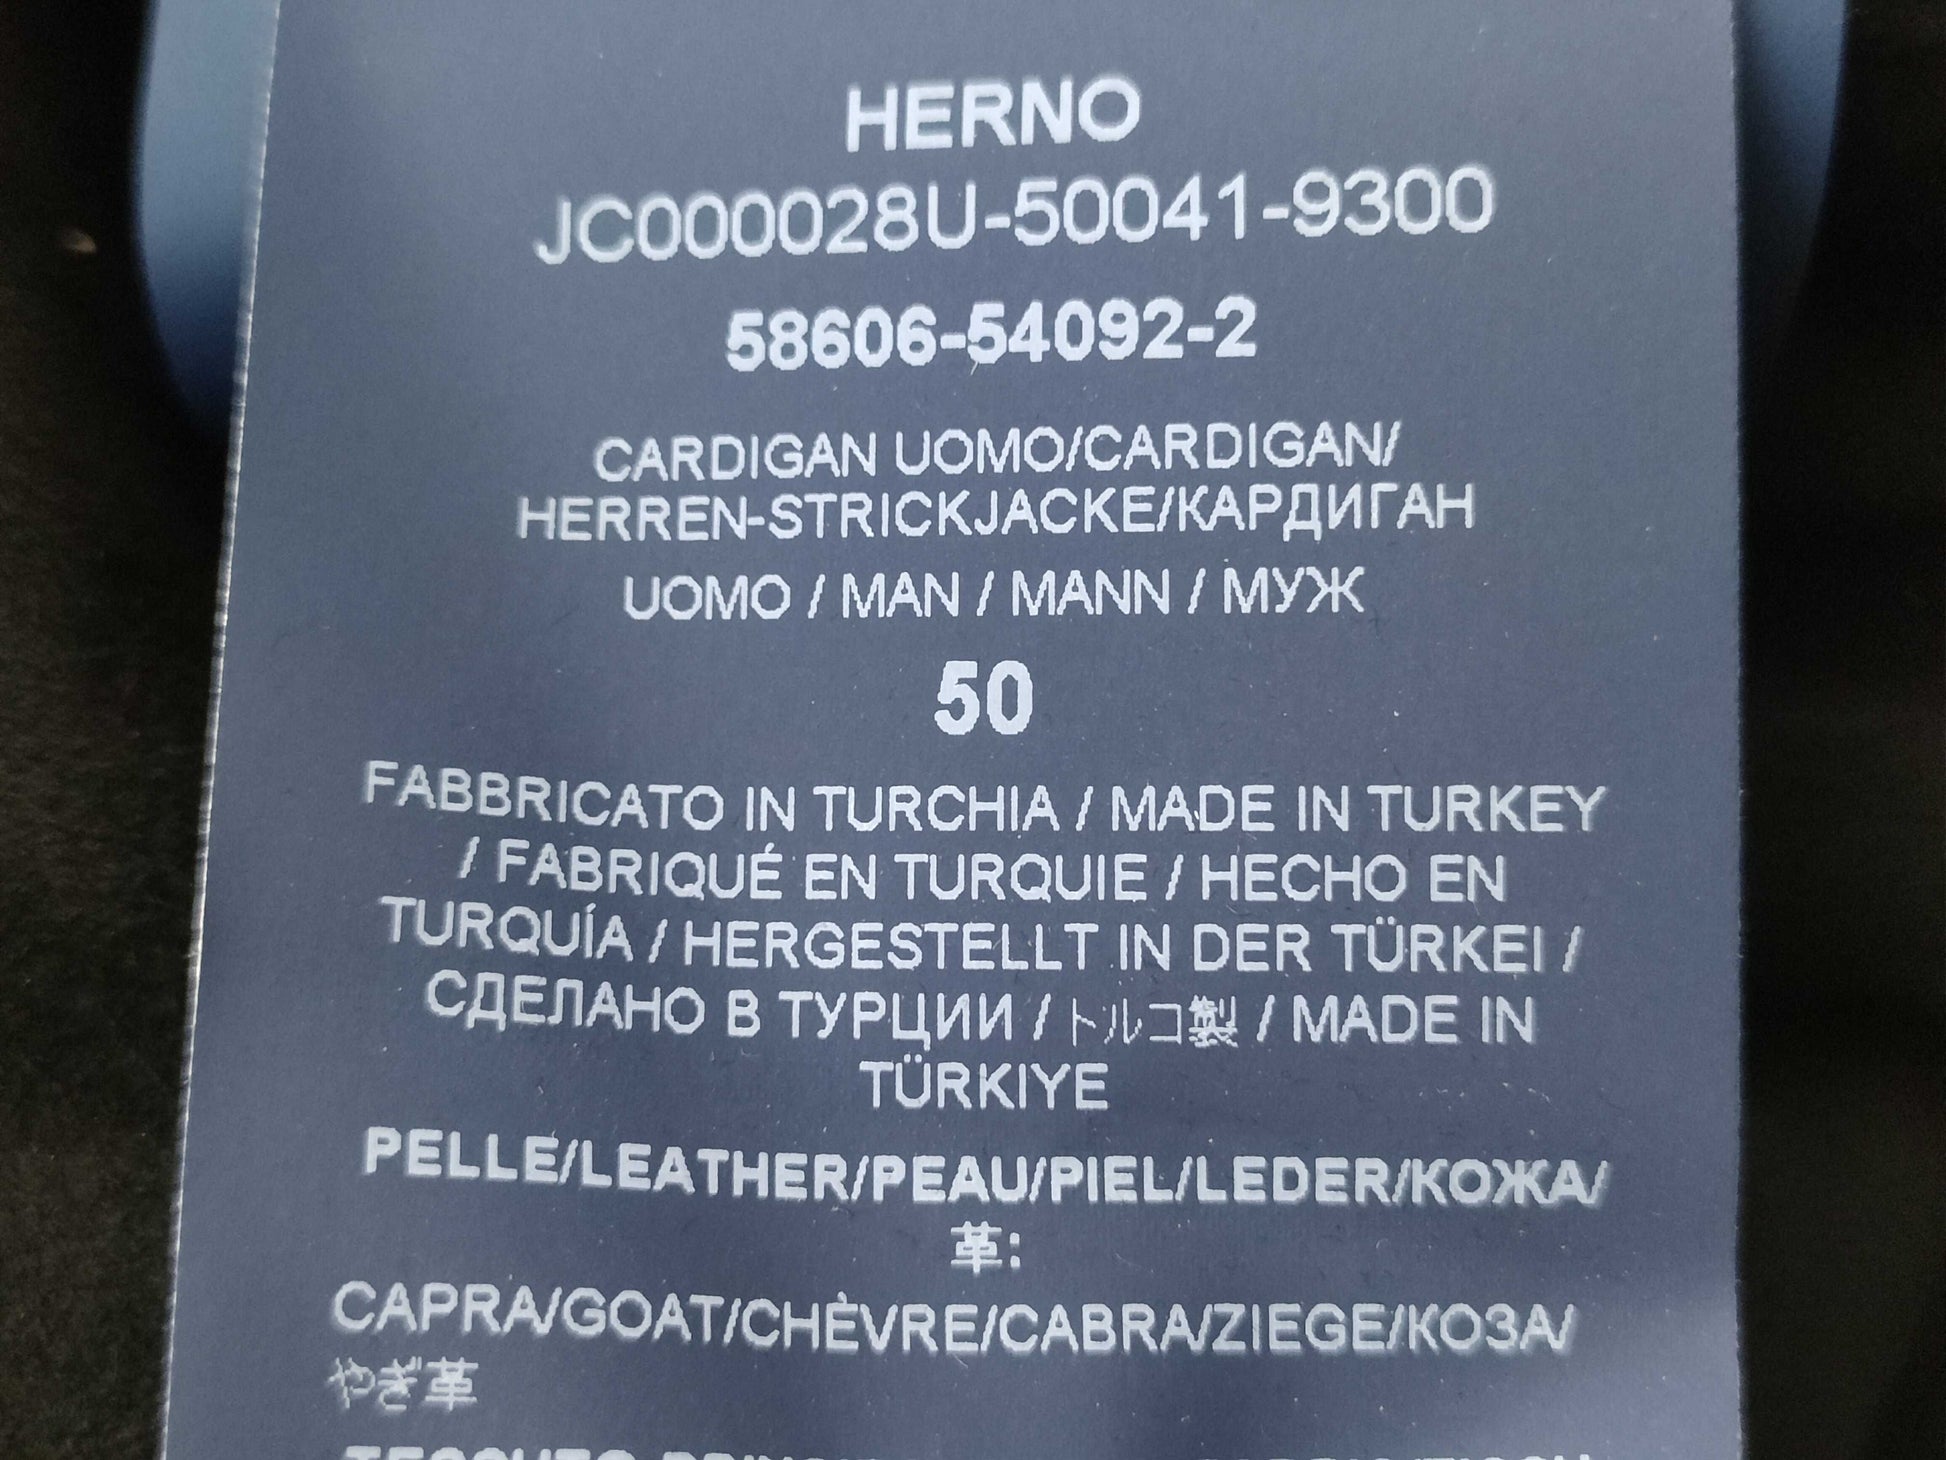 HERNO
JC000028U-50041-9300
58606-54092-2
CARDIGAN UOMO/CARDIGAN/
HERREN-STRICKJACKE/КАРДИГАН
UOMO / MAN / MANN / МУЖ
50
FABBRICATO IN TURCHIA / MADE IN TURKEY
/ FABRIQUÉ EN TURQUIE / HECHO EN
TURQUÍA / HERGESTELLT IN DER TÜRKEI /
СДЕЛАНО В ТУРЦИИ / トルコ製 / MADE IN
TÜRKIYE
PELLE/LEATHER/PEAU/PIEL/LEDER/КОЖА/
革:
CAPRA/GOAT/CHÈVRE/CABRA/ZIEGE/КОЗА/
やぎ革